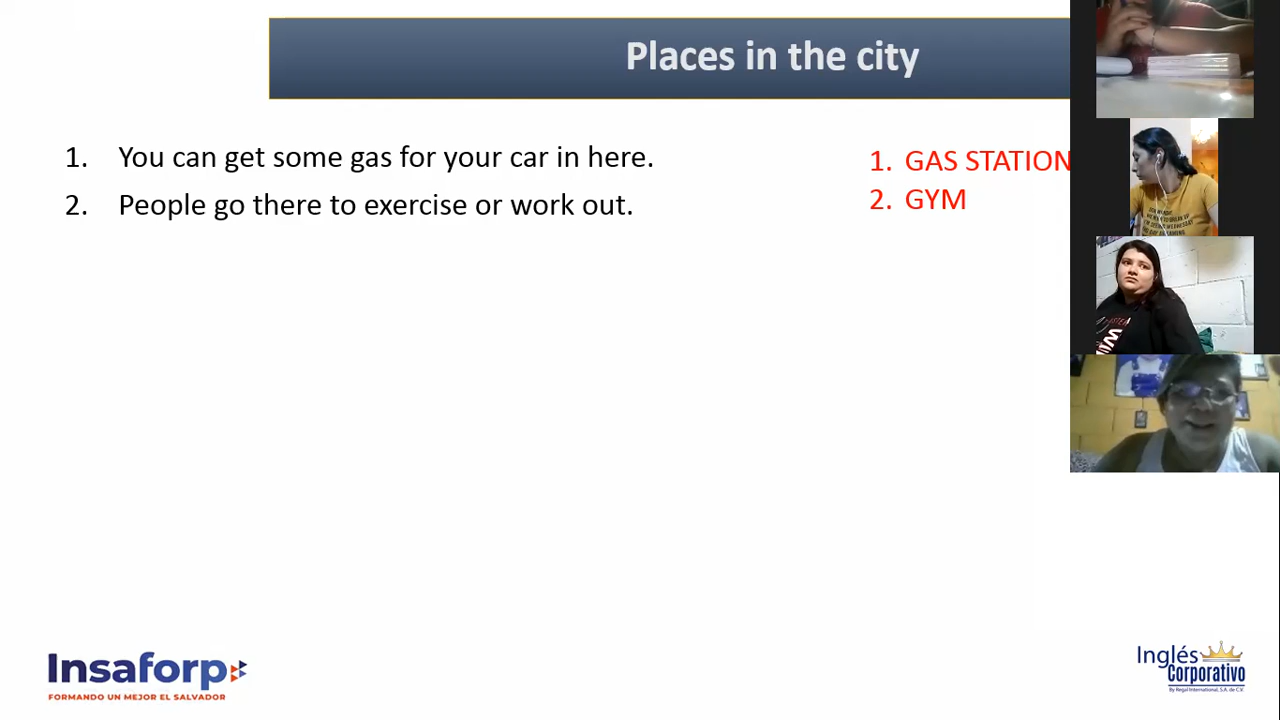 Places in the city
1. You can get some gas for your car in here.
2. People go there to exercise or work out.
1. GAS STATION
2. GYM
Insaforp
FORMANDO UN MEJOR EL SALVADOR
Inglés
Corporativo
By Regal International, S.A. de C.V.